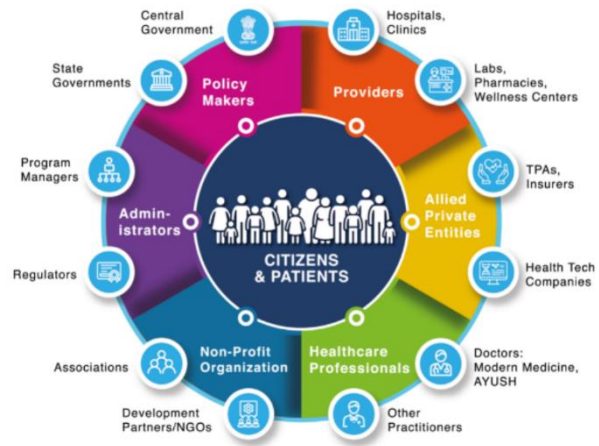 Central
Government
Hospitals,
Clinics
State
Governments
Policy
Makers
Providers
Labs,
Pharmacies,
Wellness Centers
Program
Managers
Admin-
istrators
Allied
Private
Entities
TPAs,
Insurers
CITIZENS
& PATIENTS
Regulators
Health Tech
Companies
Associations
Non-Profit
Organization
Healthcare
Professionals
Doctors:
Modern Medicine,
AYUSH
Development
Partners/NGOs
Other
Practitioners